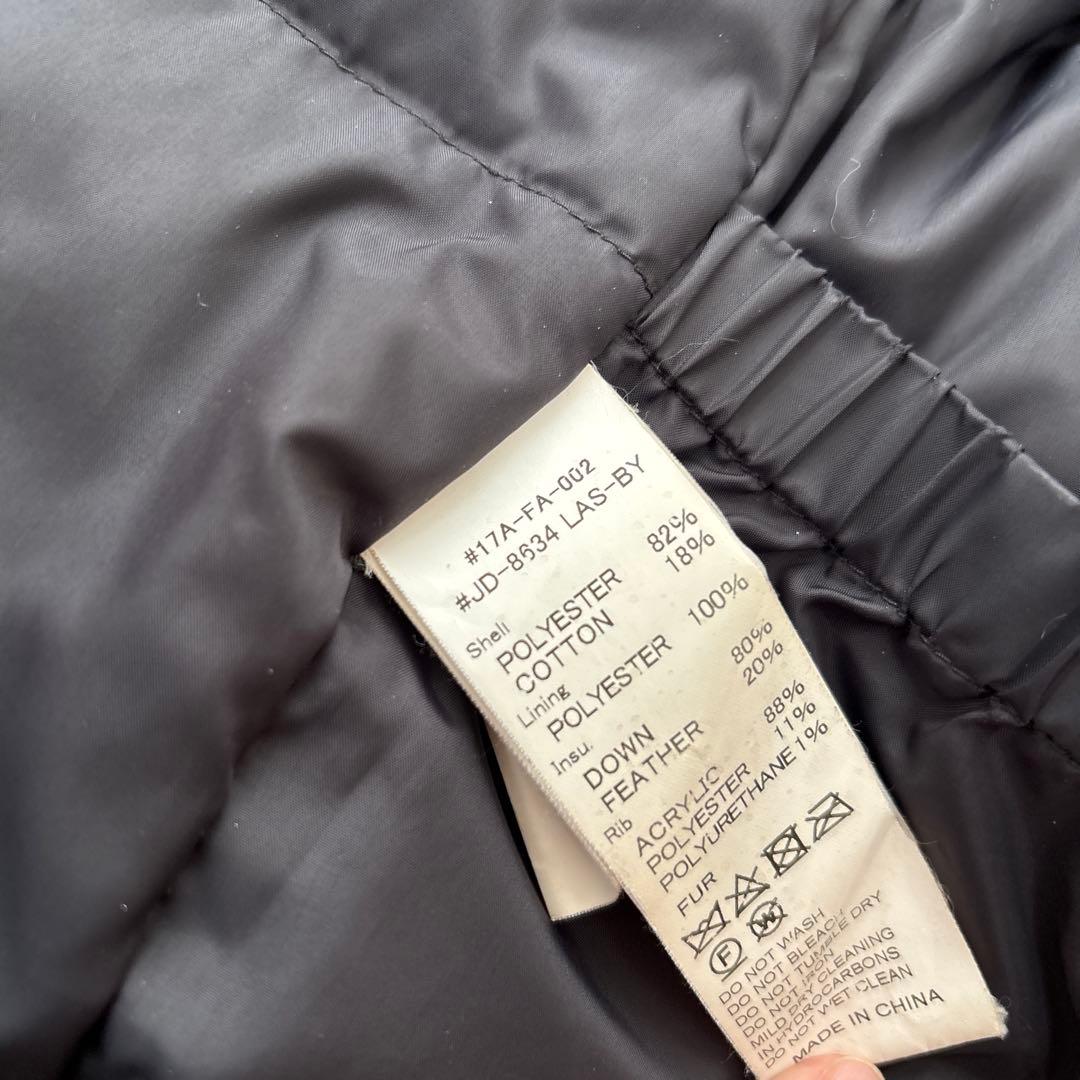 #17A-FA-002
#JD-8634 LAS-BY
Shell
POLYESTER 82%
COTTON 18%
Lining
POLYESTER 100%
Insu.
DOWN 80%
FEATHER 20%
Rib
ACRYLIC 88%
POLYESTER 11%
POLYURETHANE 1%
FUR
F W
DO NOT WASH
DO NOT BLEACH
DO NOT TUMBLE DRY
DO NOT IRON
MILD DRY CLEANING
IN HYDROCARBONS
DO NOT WET CLEAN
MADE IN CHINA